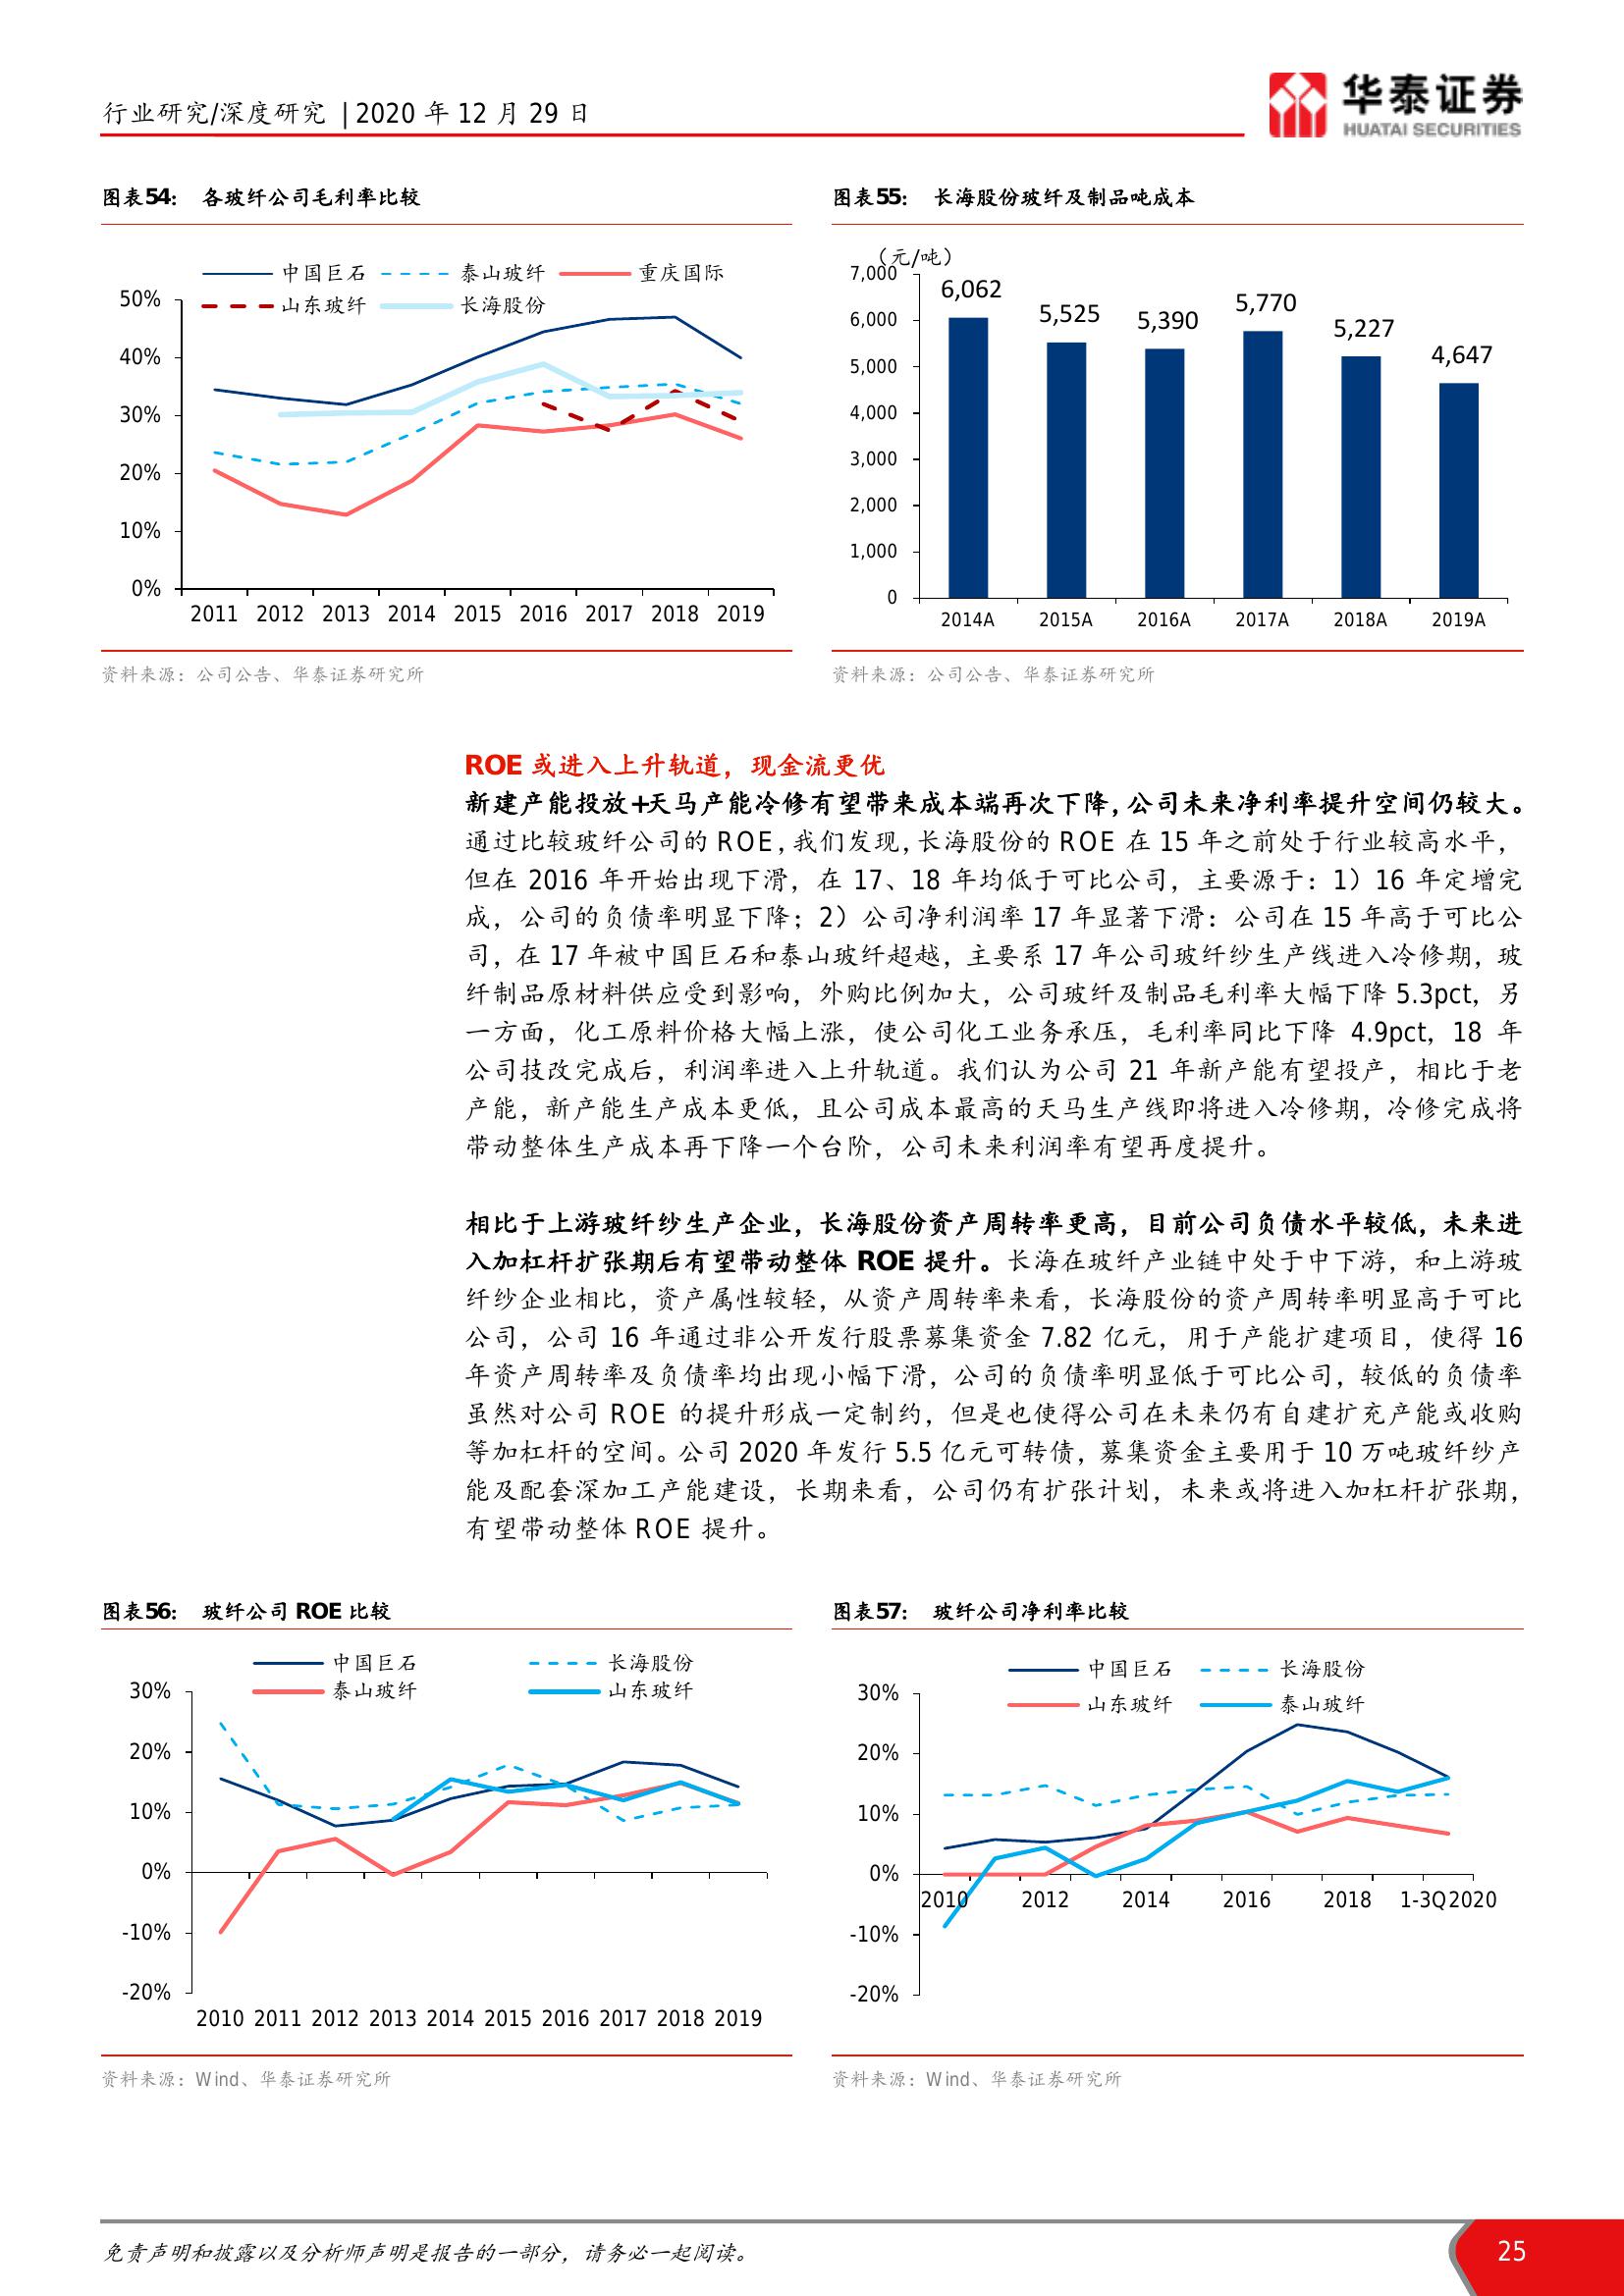 行业研究/深度研究 | 2020 年 12 月 29 日
华泰证券
HUATAI SECURITIES
图表54： 各玻纤公司毛利率比较
中国巨石 泰山玻纤 重庆国际
山东玻纤 长海股份
50%
40%
30%
20%
10%
0%
2011 2012 2013 2014 2015 2016 2017 2018 2019
资料来源：公司公告、华泰证券研究所
图表55： 长海股份玻纤及制品吨成本
（元/吨）
7,000
6,000
5,000
4,000
3,000
2,000
1,000
0
6,062
5,525
5,390
5,770
5,227
4,647
2014A 2015A 2016A 2017A 2018A 2019A
资料来源：公司公告、华泰证券研究所
ROE 或进入上升轨道，现金流更优
新建产能投放+天马产能冷修有望带来成本端再次下降，公司未来净利率提升空间仍较大。
通过比较玻纤公司的 ROE，我们发现，长海股份的 ROE 在 15 年之前处于行业较高水平，
但在 2016 年开始出现下滑，在 17、18 年均低于可比公司，主要源于：1）16 年定增完
成，公司的负债率明显下降；2）公司净利润率 17 年显著下滑：公司在 15 年高于可比公
司，在 17 年被中国巨石和泰山玻纤超越，主要系 17 年公司玻纤纱生产线进入冷修期，玻
纤制品原材料供应受到影响，外购比例加大，公司玻纤及制品毛利率大幅下降 5.3pct，另
一方面，化工原料价格大幅上涨，使公司化工业务承压，毛利率同比下降 4.9pct，18 年
公司技改完成后，利润率进入上升轨道。我们认为公司 21 年新产能有望投产，相比于老
产能，新产能生产成本更低，且公司成本最高的天马生产线即将进入冷修期，冷修完成将
带动整体生产成本再下降一个台阶，公司未来利润率有望再度提升。
相比于上游玻纤纱生产企业，长海股份资产周转率更高，目前公司负债水平较低，未来进
入加杠杆扩张期后有望带动整体 ROE 提升。长海在玻纤产业链中处于中下游，和上游玻
纤纱企业相比，资产属性较轻，从资产周转率来看，长海股份的资产周转率明显高于可比
公司，公司 16 年通过非公开发行股票募集资金 7.82 亿元，用于产能扩建项目，使得 16
年资产周转率及负债率均出现小幅下滑，公司的负债率明显低于可比公司，较低的负债率
虽然对公司 ROE 的提升形成一定制约，但是也使得公司在未来仍有自建扩充产能或收购
等加杠杆的空间。公司 2020 年发行 5.5 亿元可转债，募集资金主要用于 10 万吨玻纤纱产
能及配套深加工产能建设，长期来看，公司仍有扩张计划，未来或将进入加杠杆扩张期，
有望带动整体 ROE 提升。
图表56： 玻纤公司 ROE 比较
中国巨石 长海股份
泰山玻纤 山东玻纤
30%
20%
10%
0%
-10%
-20%
2010 2011 2012 2013 2014 2015 2016 2017 2018 2019
资料来源：Wind、华泰证券研究所
图表57： 玻纤公司净利率比较
中国巨石 长海股份
山东玻纤 泰山玻纤
30%
20%
10%
0%
-10%
-20%
2010 2012 2014 2016 2018 1-3Q2020
资料来源：Wind、华泰证券研究所
免责声明和披露以及分析师声明是报告的一部分，请务必一起阅读。
25